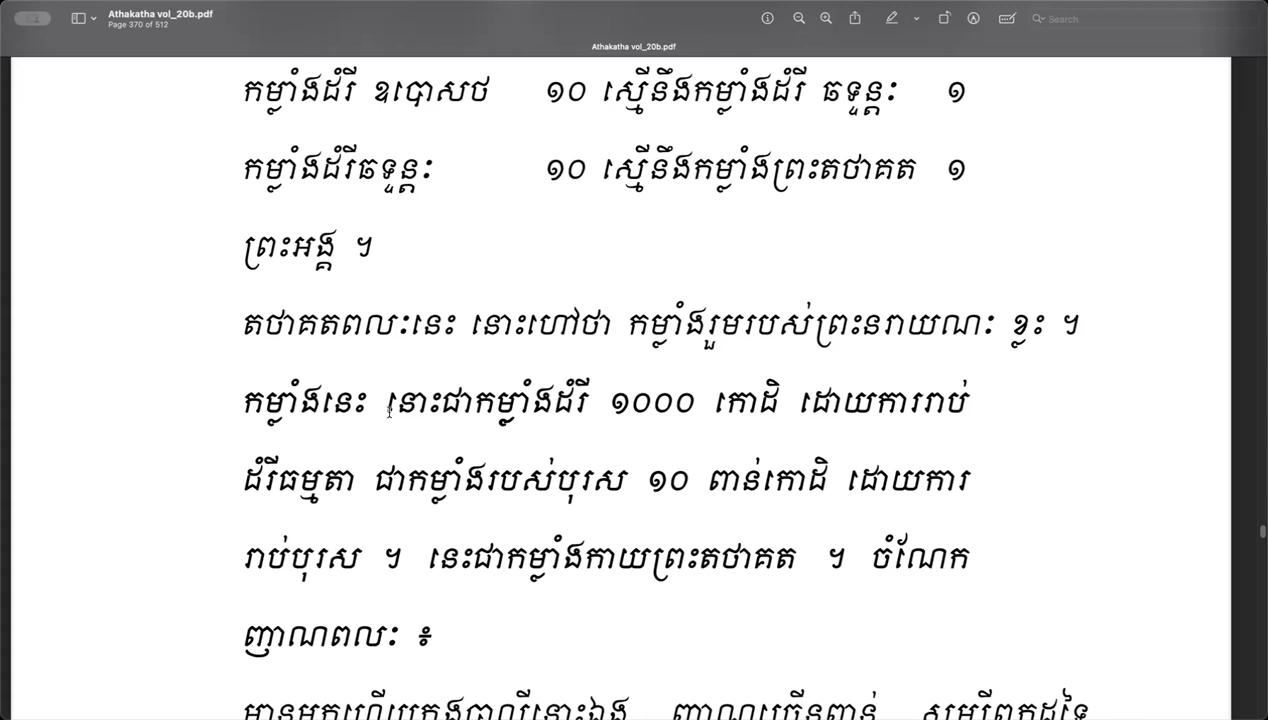 Athakatha vol_20b.pdf
Page 370 of 512
Search
Athakatha vol_20b.pdf
កម្លាំងដំរី ឧបោសថ ១០ ស្មើនឹងកម្លាំងដំរី ឆទ្ទន្តៈ ១
កម្លាំងដំរីឆទ្ទន្តៈ ១០ ស្មើនឹងកម្លាំងព្រះតថាគត ១
ព្រះអង្គ ។
តថាគតពលៈនេះ នោះហៅថា កម្លាំងរួមរបស់ព្រះនរាយណៈ ខ្លះ ។
កម្លាំងនេះ នោះជាកម្លាំងដំរី ១០០០ កោដិ ដោយការរាប់
ដំរីធម្មតា ជាកម្លាំងរបស់បុរស ១០ ពាន់កោដិ ដោយការ
រាប់បុរស ។ នេះជាកម្លាំងកាយព្រះតថាគត ។ ចំណែក
ញាណពលៈ ៖